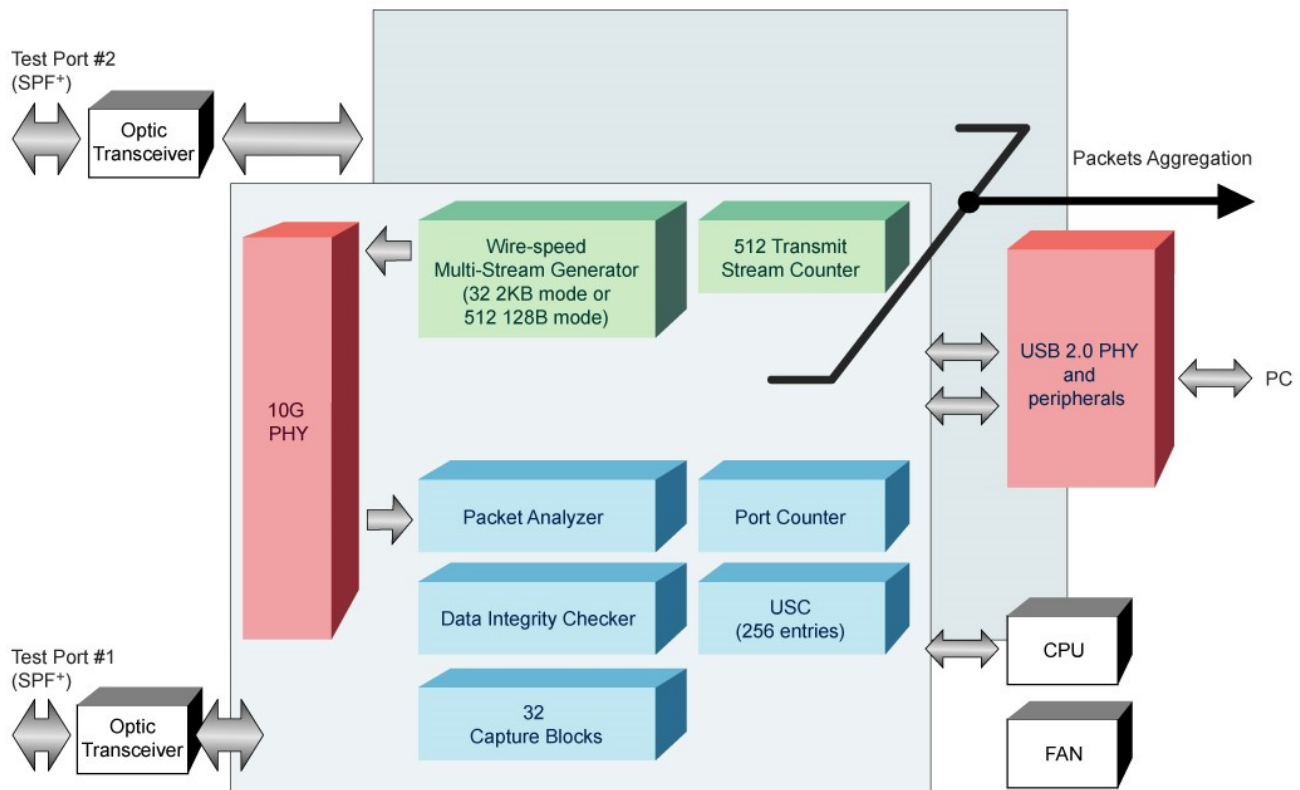 Test Port #2
(SPF+)
Optic
Transceiver
Packets Aggregation
Wire-speed
Multi-Stream Generator
(32 2KB mode or
512 128B mode)
512 Transmit
Stream Counter
10G
PHY
USB 2.0 PHY
and
peripherals
PC
Packet Analyzer
Port Counter
Data Integrity Checker
USC
(256 entries)
32
Capture Blocks
CPU
FAN
Test Port #1
(SPF+)
Optic
Transceiver